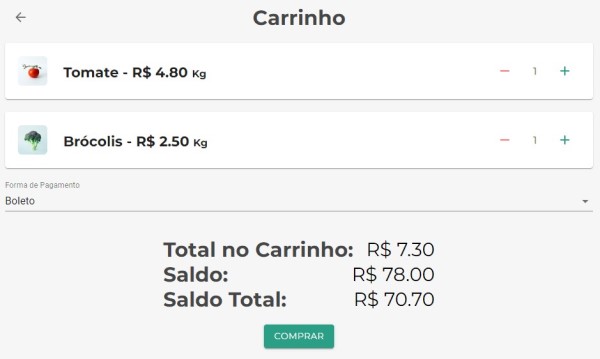 Carrinho
Tomate - R$ 4.80 Kg
1
Brócolis - R$ 2.50 Kg
1
Forma de Pagamento
Boleto
Total no Carrinho: R$ 7.30
Saldo: R$ 78.00
Saldo Total: R$ 70.70
COMPRAR